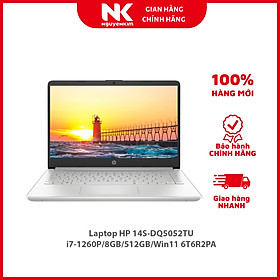 NK
NGUYENKIM
GIAN HÀNG
CHÍNH HÃNG
100%
HÀNG MỚI
Bảo hành
CHÍNH HÃNG
Giao hàng
NHANH
hp
Laptop HP 14S-DQ5052TU
i7-1260P/8GB/512GB/Win11 6T6R2PA